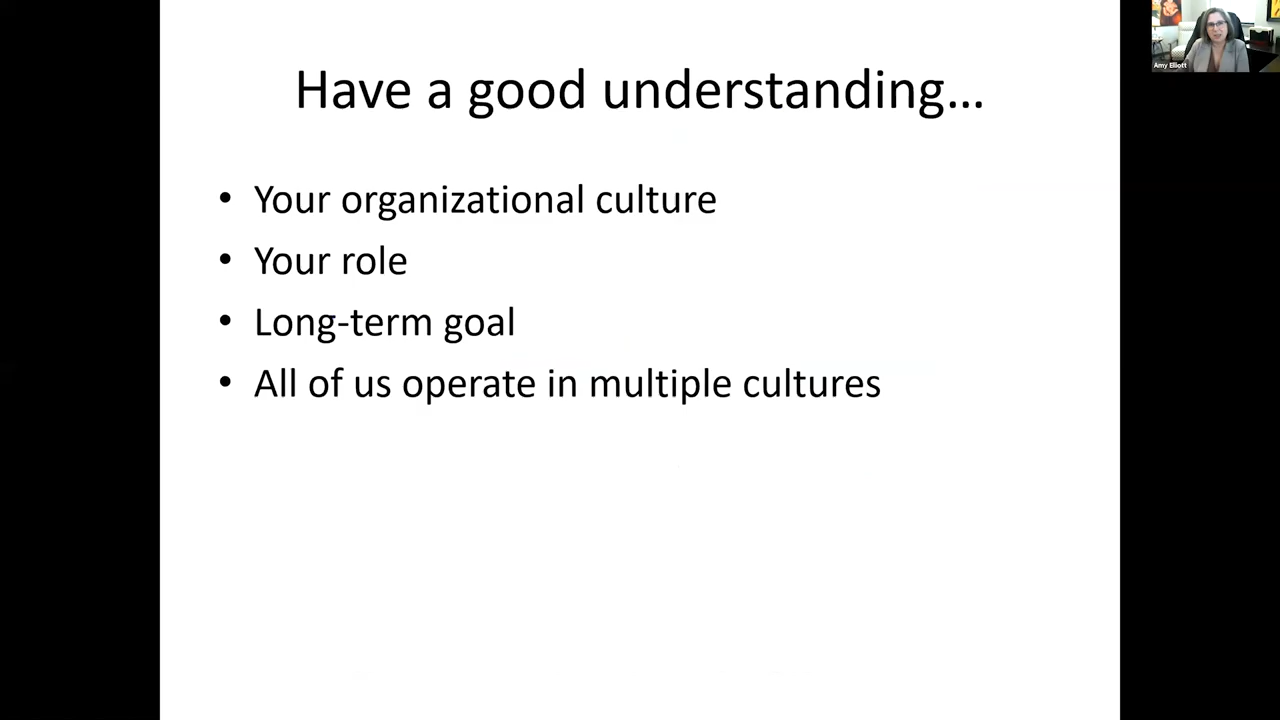 Have a good understanding…
• Your organizational culture
• Your role
• Long-term goal
• All of us operate in multiple cultures
Amy Eliott